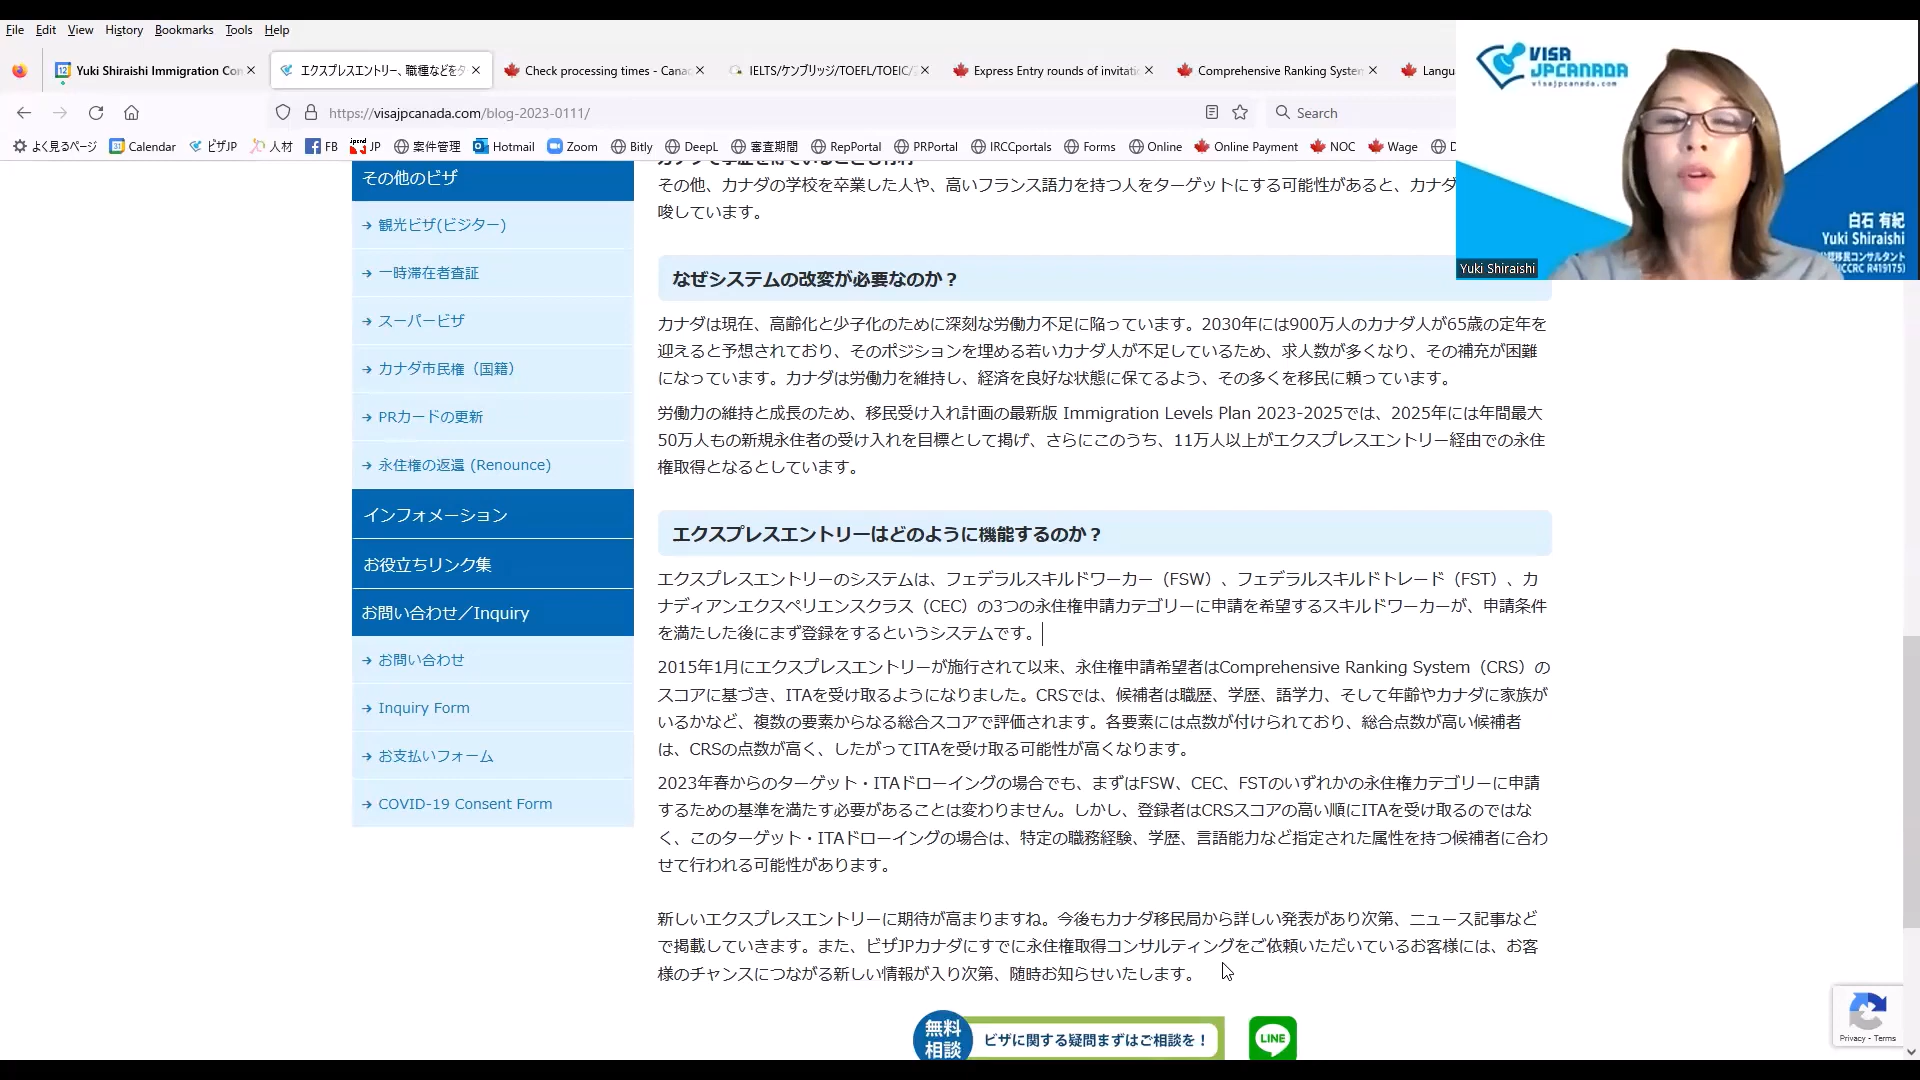 File Edit View History Bookmarks Tools Help
Yuki Shiraishi Immigration Con
エクスプレスエントリー、職種などをタ
Check processing times - Canad
IELTS/ケンブリッジ/TOEFL/TOEIC/
Express Entry rounds of invitati
Comprehensive Ranking System
Langu
https://visajpcanada.com/blog-2023-0111/
Search
よく見るページ Calendar ビザJP 人材 FB JP 案件管理 Hotmail Zoom Bitly DeepL 審査期間 RepPortal PRPortal IRCCportals Forms Online Online Payment NOC Wage D
VISA
JPCANADA
visajpcanada.com
白石 有紀
Yuki Shiraishi
移民コンサルタント
ICCRC R419175)
Yuki Shiraishi
その他のビザ
観光ビザ(ビジター)
一時滞在者査証
スーパービザ
カナダ市民権（国籍）
PRカードの更新
永住権の返還 (Renounce)
インフォメーション
お役立ちリンク集
お問い合わせ／Inquiry
お問い合わせ
Inquiry Form
お支払いフォーム
COVID-19 Consent Form
カナダで学歴を得ていることも有利
その他、カナダの学校を卒業した人や、高いフランス語力を持つ人をターゲットにする可能性があると、カナダ
唆しています。
なぜシステムの改変が必要なのか？
カナダは現在、高齢化と少子化のために深刻な労働力不足に陥っています。2030年には900万人のカナダ人が65歳の定年を
迎えると予想されており、そのポジションを埋める若いカナダ人が不足しているため、求人数が多くなり、その補充が困難
になっています。カナダは労働力を維持し、経済を良好な状態に保てるよう、その多くを移民に頼っています。
労働力の維持と成長のため、移民受け入れ計画の最新版 Immigration Levels Plan 2023-2025では、2025年には年間最大
50万人もの新規永住者の受け入れを目標として掲げ、さらにこのうち、11万人以上がエクスプレスエントリー経由での永住
権取得となるとしています。
エクスプレスエントリーはどのように機能するのか？
エクスプレスエントリーのシステムは、フェデラルスキルドワーカー（FSW）、フェデラルスキルドトレード（FST）、カ
ナディアンエクスペリエンスクラス（CEC）の3つの永住権申請カテゴリーに申請を希望するスキルドワーカーが、申請条件
を満たした後にまず登録をするというシステムです。
2015年1月にエクスプレスエントリーが施行されて以来、永住権申請希望者はComprehensive Ranking System（CRS）の
スコアに基づき、ITAを受け取るようになりました。CRSでは、候補者は職歴、学歴、語学力、そして年齢やカナダに家族が
いるかなど、複数の要素からなる総合スコアで評価されます。各要素には点数が付けられており、総合点数が高い候補者
は、CRSの点数が高く、したがってITAを受け取る可能性が高くなります。
2023年春からのターゲット・ITAドローイングの場合でも、まずはFSW、CEC、FSTのいずれかの永住権カテゴリーに申請
するための基準を満たす必要があることは変わりません。しかし、登録者はCRSスコアの高い順にITAを受け取るのではな
く、このターゲット・ITAドローイングの場合は、特定の職務経験、学歴、言語能力など指定された属性を持つ候補者に合わ
せて行われる可能性があります。
新しいエクスプレスエントリーに期待が高まりますね。今後もカナダ移民局から詳しい発表があり次第、ニュース記事など
で掲載していきます。また、ビザJPカナダにすでに永住権取得コンサルティングをご依頼いただいているお客様には、お客
様のチャンスにつながる新しい情報が入り次第、随時お知らせいたします。
無料
相談
ビザに関する疑問まずはご相談を！
LINE
Privacy - Terms